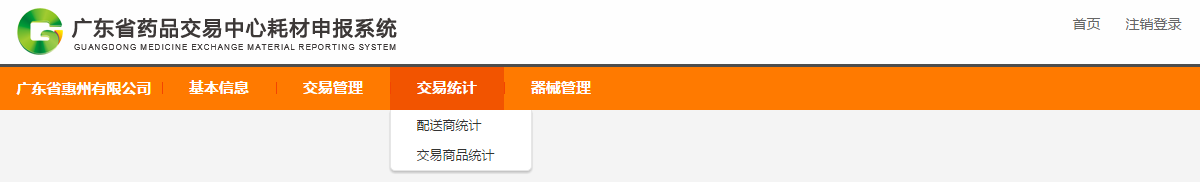 广东省药品交易中心耗材申报系统
GUANGDONG MEDICINE EXCHANGE MATERIAL REPORTING SYSTEM
首页 注销登录
广东省惠州有限公司 基本信息 交易管理 交易统计 器械管理
配送商统计
交易商品统计